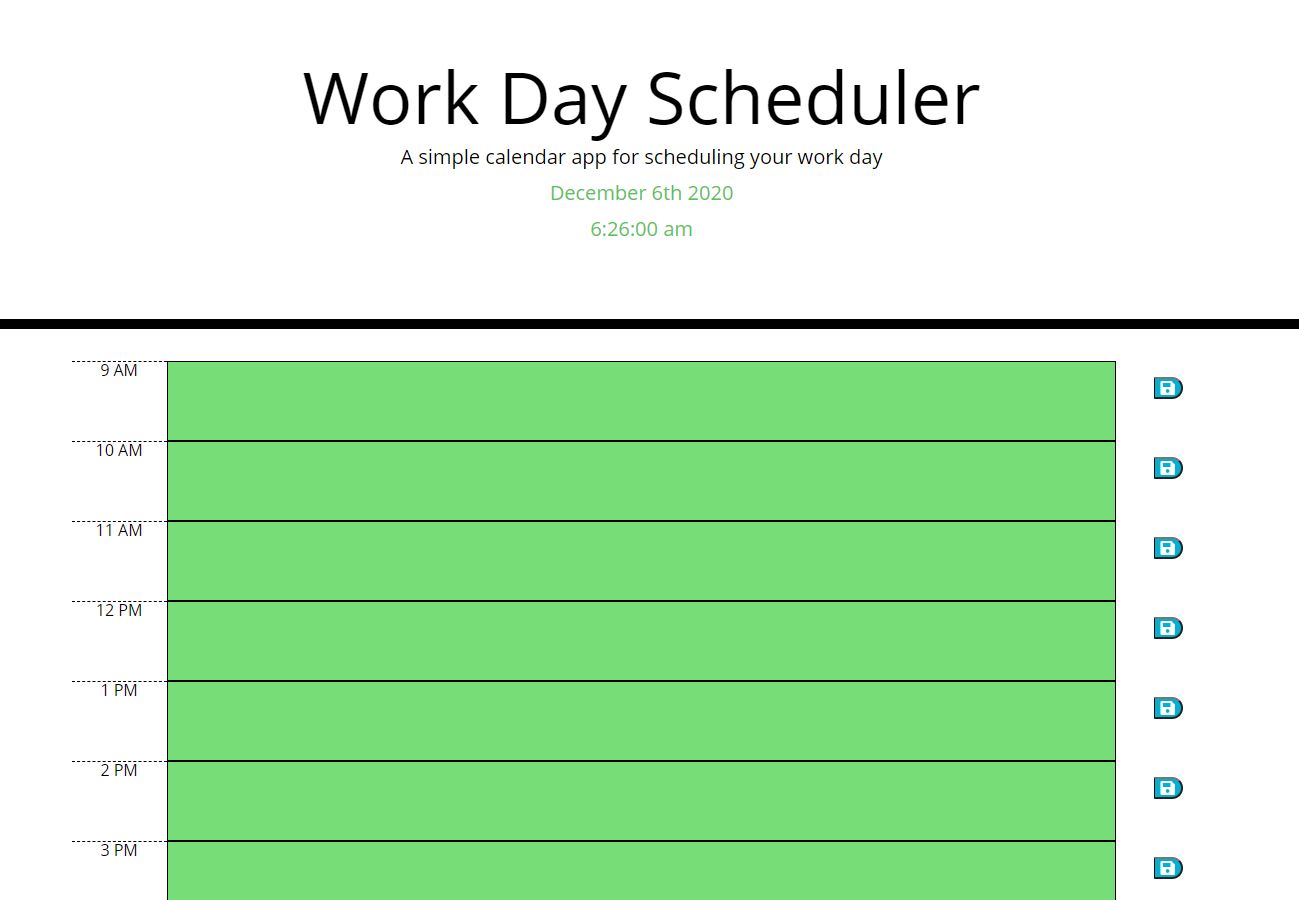 Work Day Scheduler
A simple calendar app for scheduling your work day
December 6th 2020
6:26:00 am
9 AM
10 AM
11 AM
12 PM
1 PM
2 PM
3 PM